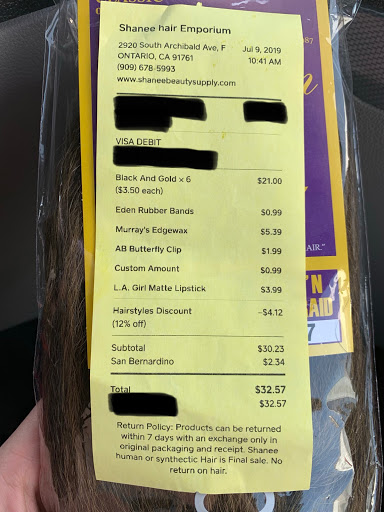 Shanee hair Emporium
2920 South Archibald Ave, F Jul 9, 2019
ONTARIO, CA 91761 10:41 AM
(909) 678-5993
www.shaneebeautysupply.com
VISA DEBIT
Black And Gold × 6 $21.00
($3.50 each)
Eden Rubber Bands $0.99
Murray's Edgewax $5.39
AB Butterfly Clip $1.99
Custom Amount $0.99
L.A. Girl Matte Lipstick $3.99
Hairstyles Discount -$4.12
(12% off)
Subtotal $30.23
San Bernardino $2.34
Total $32.57
$32.57
Return Policy: Products can be returned
within 7 days with an exchange only in
original packaging and receipt. Shanee
human or synthectic Hair is Final sale. No
return on hair.
AIR."
'N
AID
7